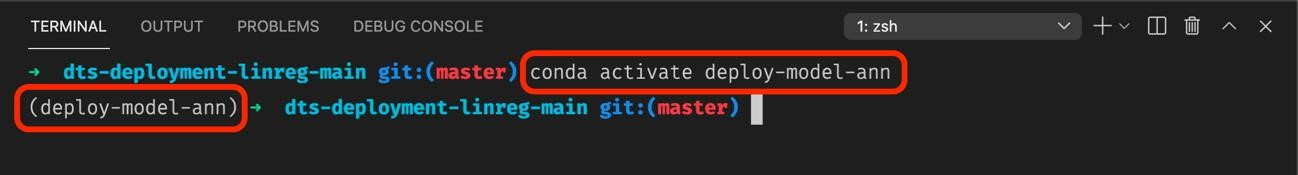 TERMINAL OUTPUT PROBLEMS DEBUG CONSOLE 1: zsh
➜ dts-deployment-linreg-main git:(master) conda activate deploy-model-ann
(deploy-model-ann) ➜ dts-deployment-linreg-main git:(master)